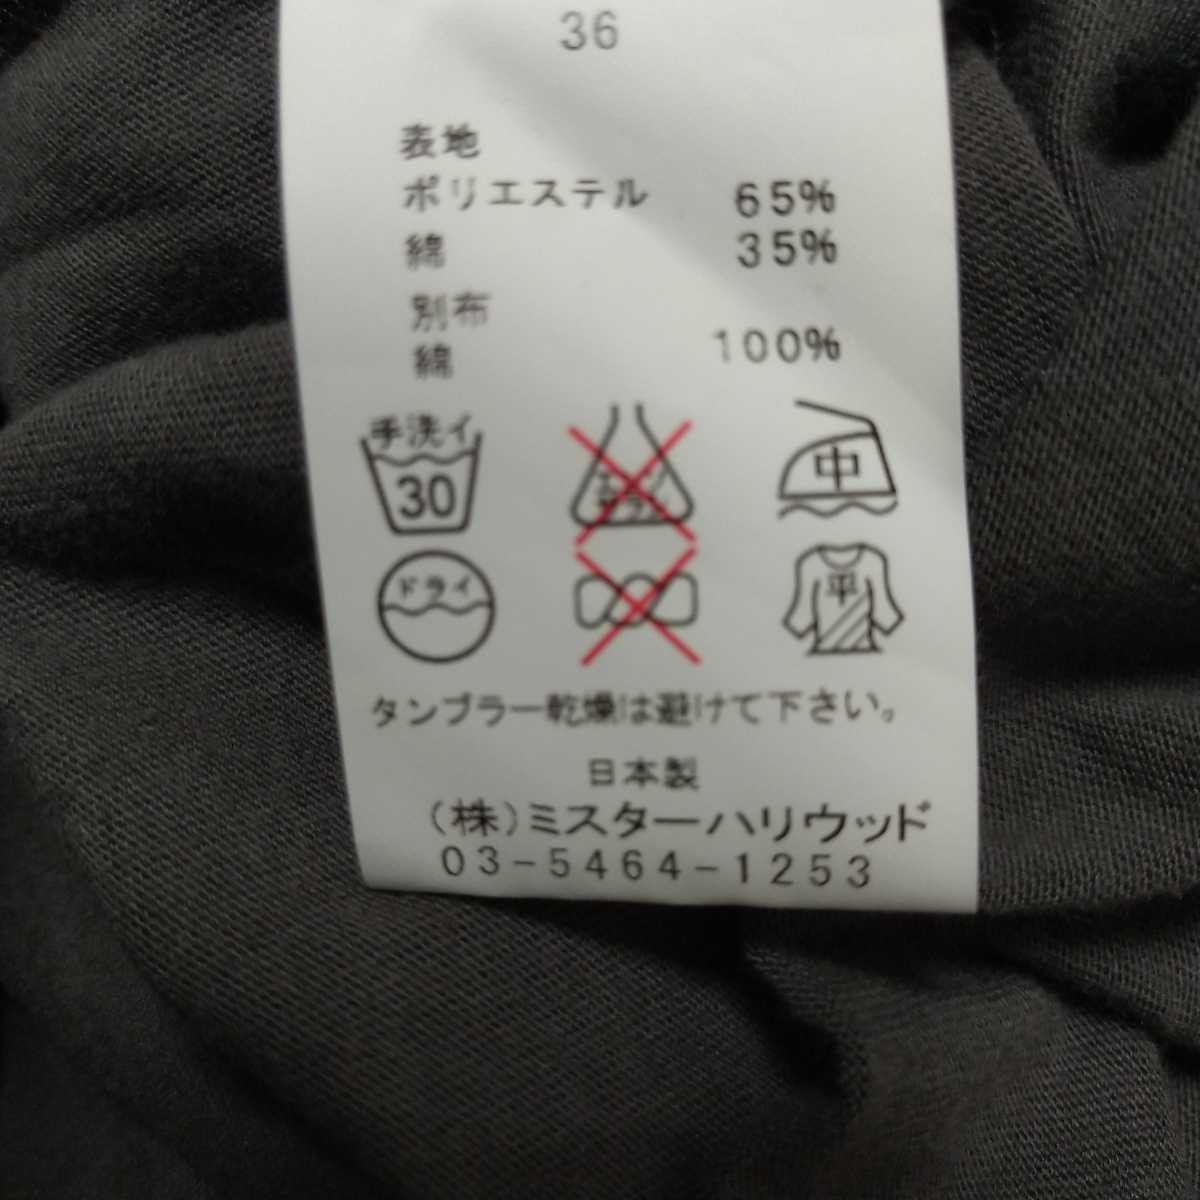 36
表地
ポリエステル 65%
綿 35%
別布
綿 100%
手洗イ
30
中
ドライ
平
タンブラー乾燥は避けて下さい。
日本製
(株)ミスターハリウッド
03-5464-1253